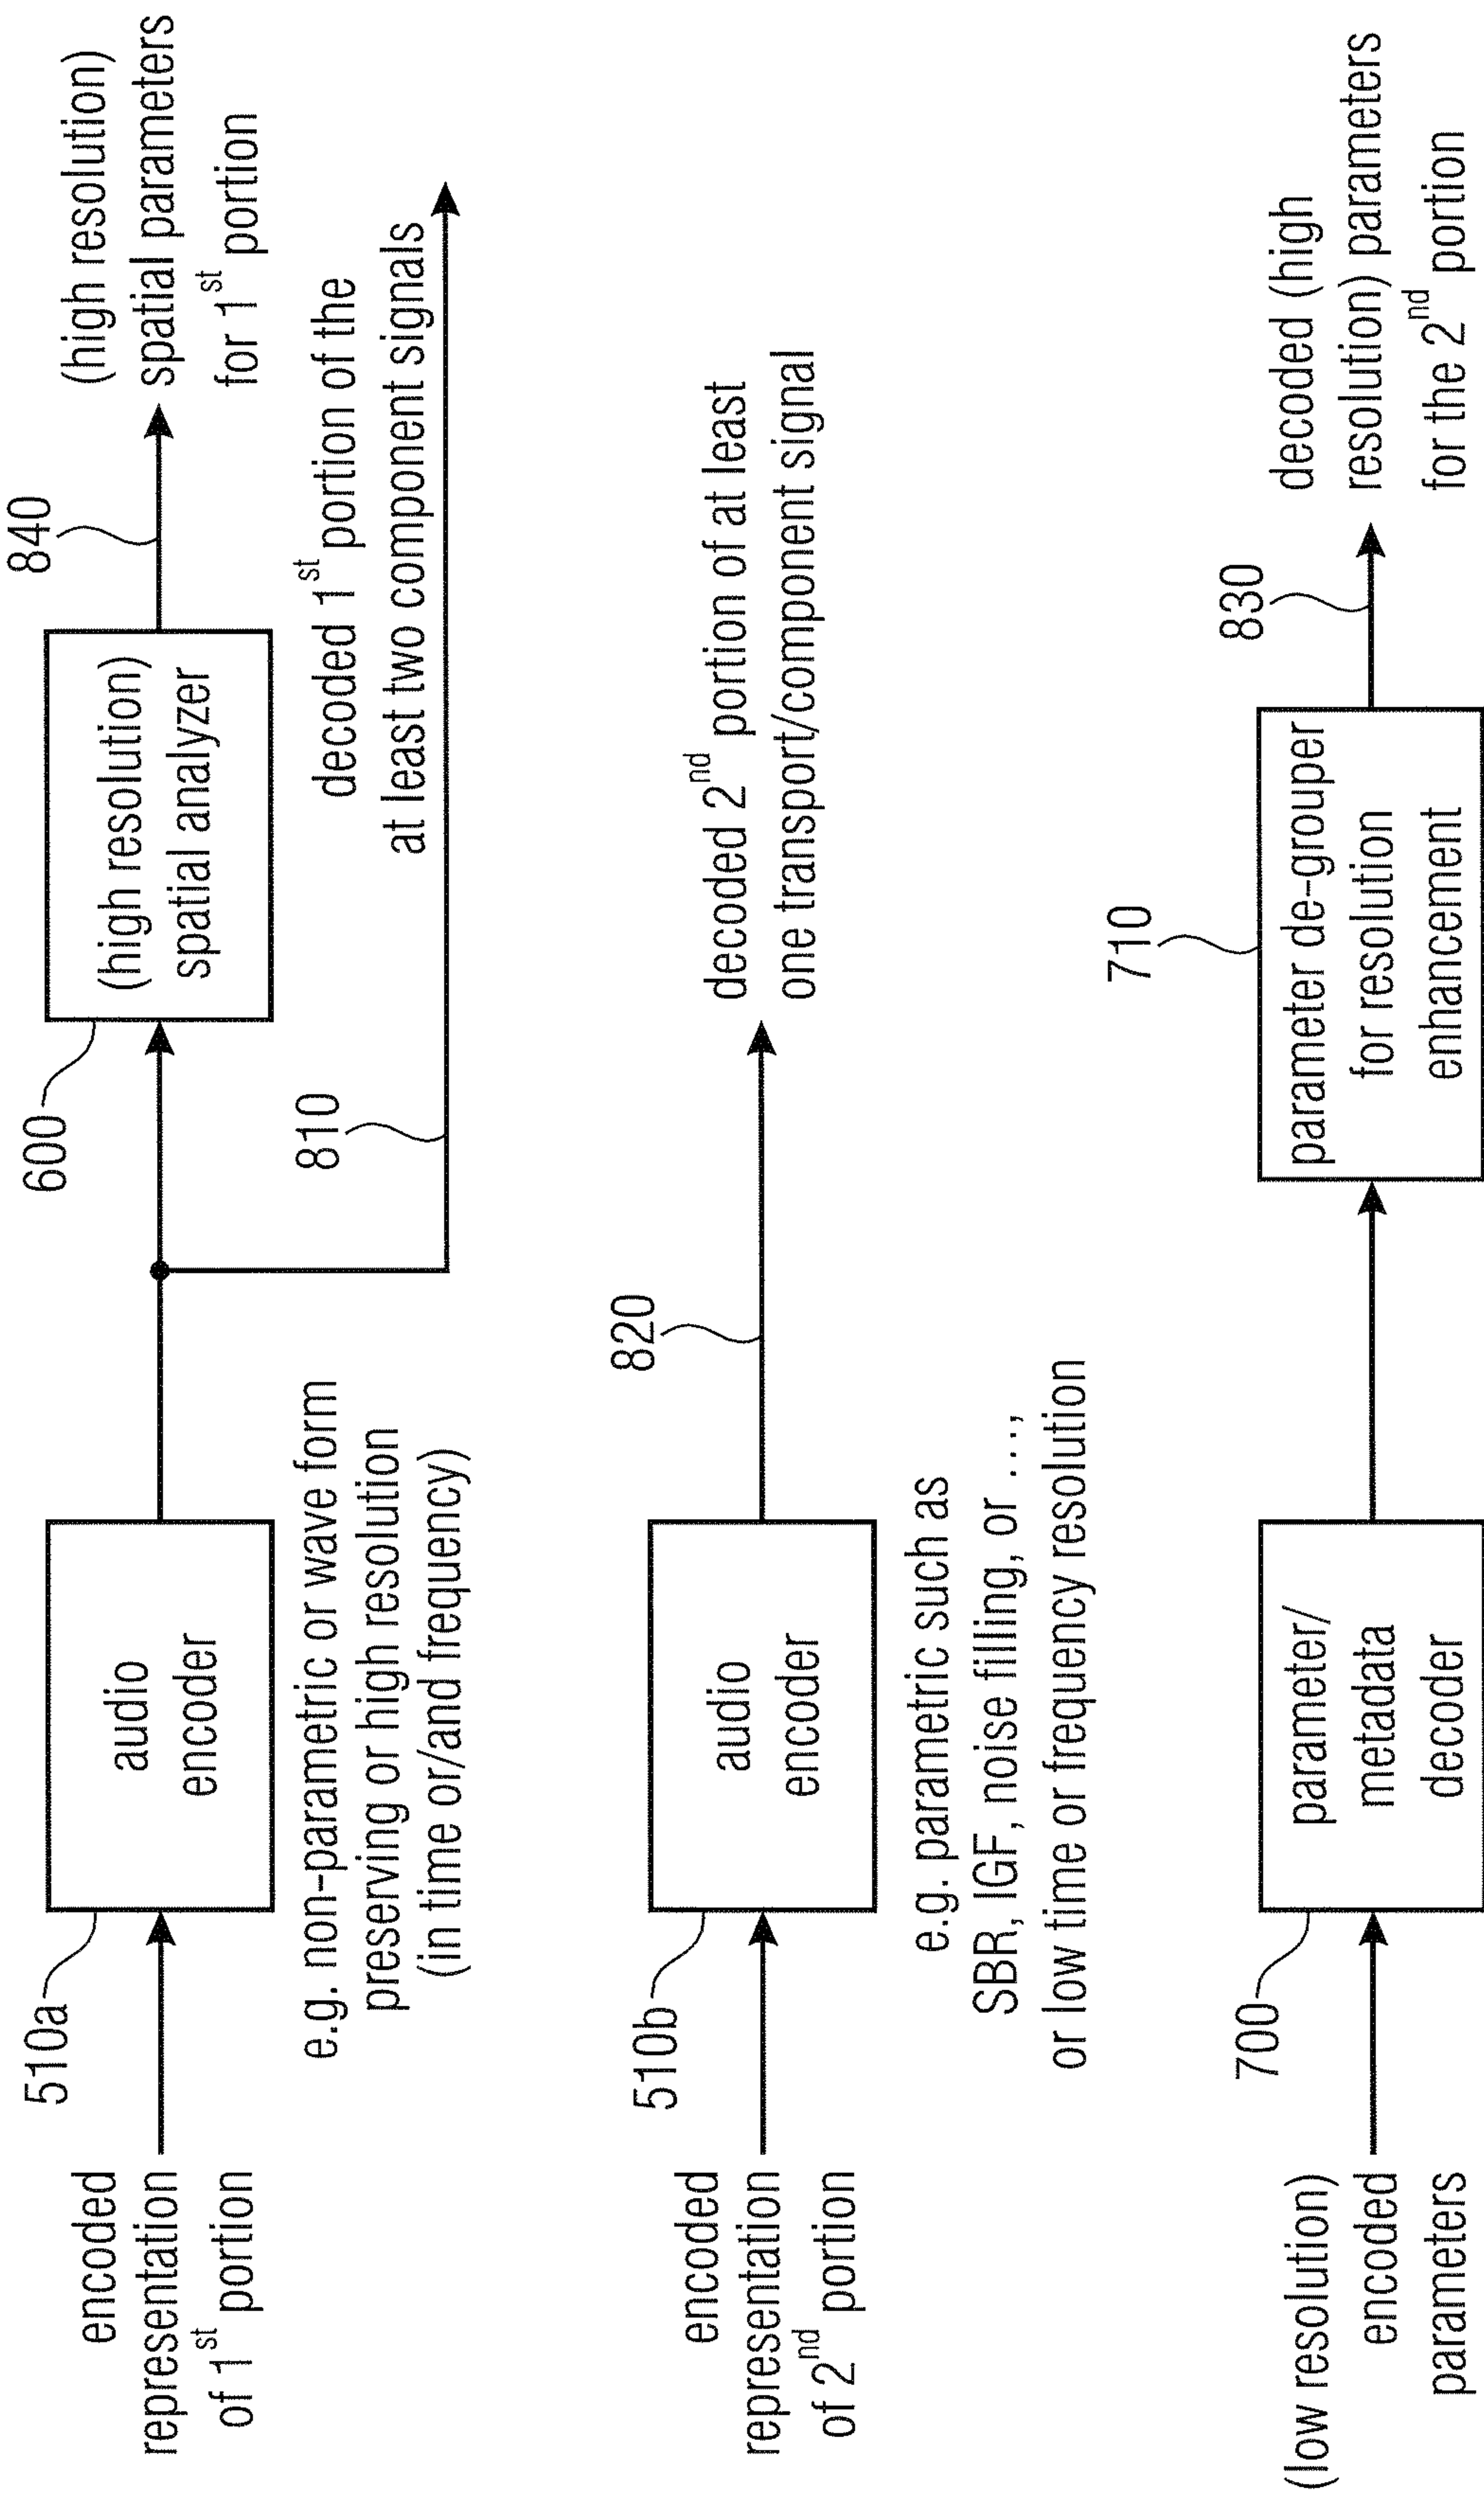 510a
encoded
representation
of 1st portion
audio
encoder
e.g. non-parametric or wave form
preserving or high resolution
(in time or/and frequency)
600
(high resolution)
spatial analyzer
840
(high resolution)
spatial parameters
for 1st portion
810
decoded 1st portion of the
at least two component signals
510b
encoded
representation
of 2nd portion
audio
encoder
e.g. parametric such as
SBR, IGF, noise filling, or ...,
or low time or frequency resolution
820
decoded 2nd portion of at least
one transport/component signal
700
(low resolution)
encoded
parameters
parameter/
metadata
decoder
710
parameter de-grouper
for resolution
enhancement
830
decoded (high
resolution) parameters
for the 2nd portion